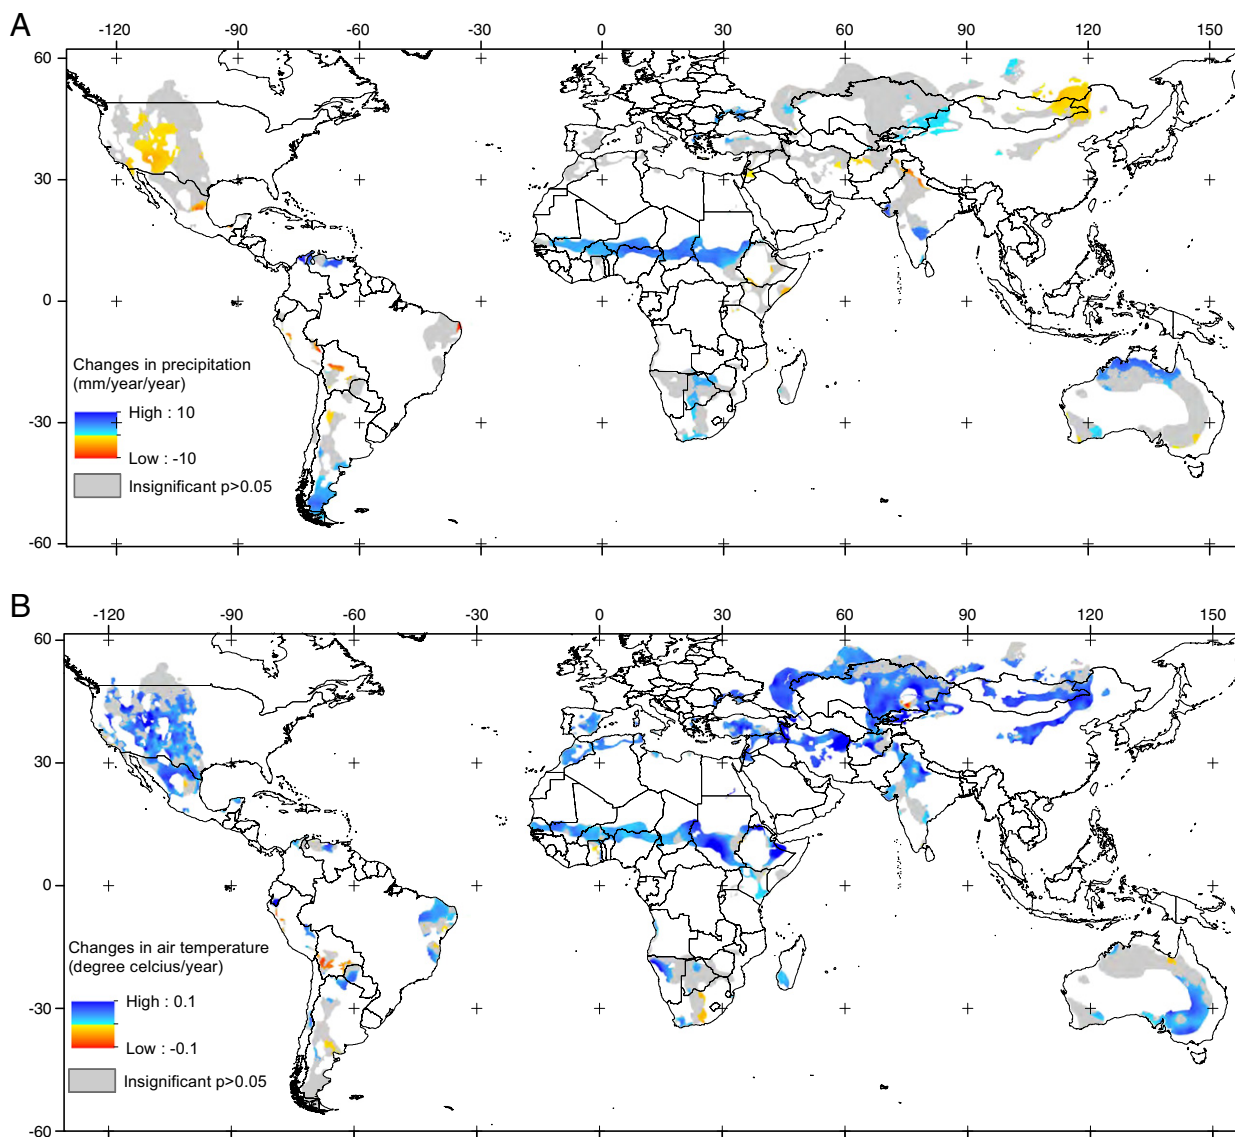 A
-120 -90 -60 -30 0 30 60 90 120 150
60
30
0
-30
-60
Changes in precipitation
(mm/year/year)
High : 10
Low : -10
Insignificant p>0.05
B
-120 -90 -60 -30 0 30 60 90 120 150
60
30
0
-30
-60
Changes in air temperature
(degree celcius/year)
High : 0.1
Low : -0.1
Insignificant p>0.05